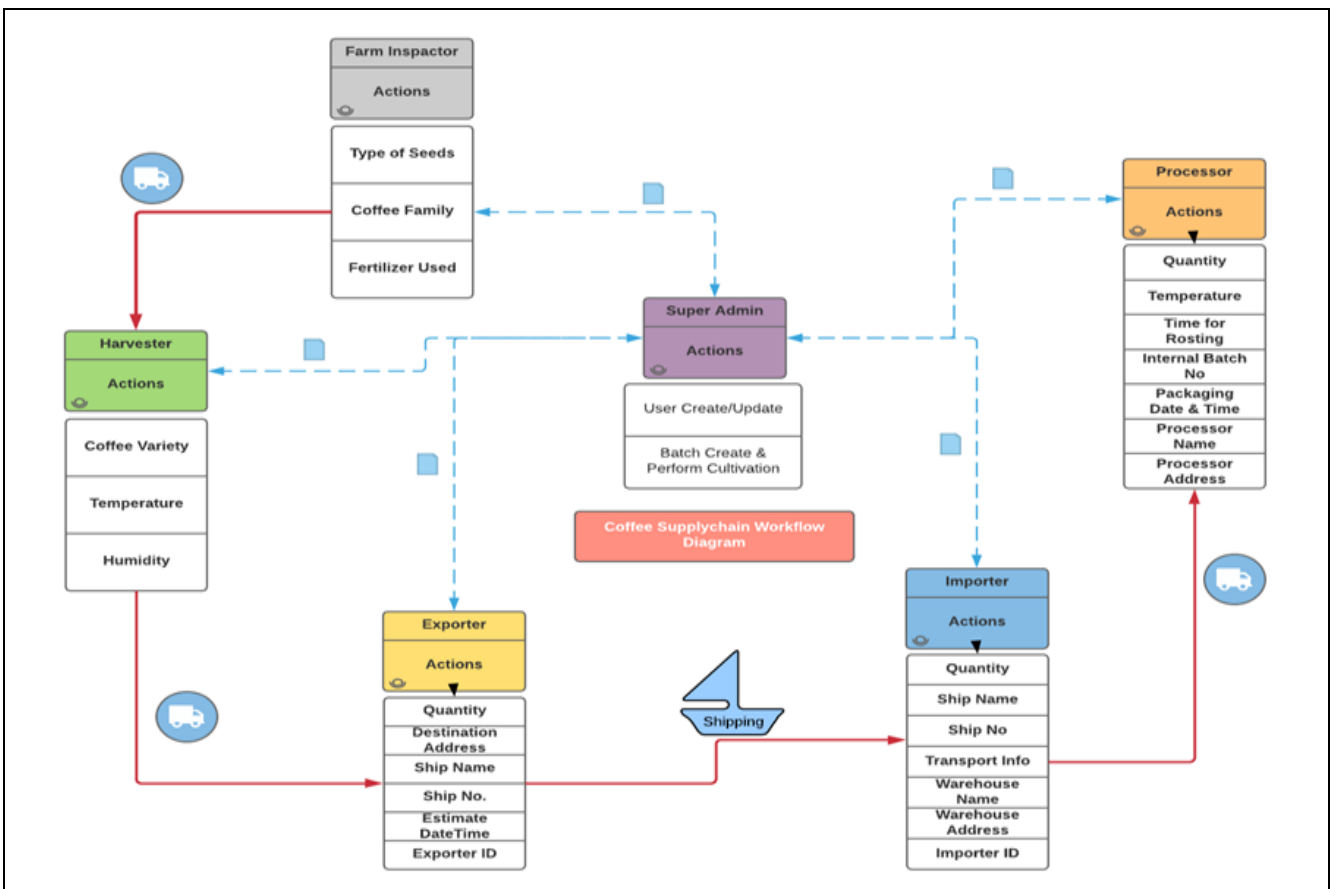 Farm Inspactor
Actions
Type of Seeds
Coffee Family
Fertilizer Used
Harvester
Actions
Coffee Variety
Temperature
Humidity
Super Admin
Actions
User Create/Update
Batch Create &
Perform Cultivation
Coffee Supplychain Workflow
Diagram
Exporter
Actions
Quantity
Destination
Address
Ship Name
Ship No.
Estimate
DateTime
Exporter ID
Shipping
Importer
Actions
Quantity
Ship Name
Ship No
Transport Info
Warehouse
Name
Warehouse
Address
Importer ID
Processor
Actions
Quantity
Temperature
Time for
Rosting
Internal Batch
No
Packaging
Date & Time
Processor
Name
Processor
Address